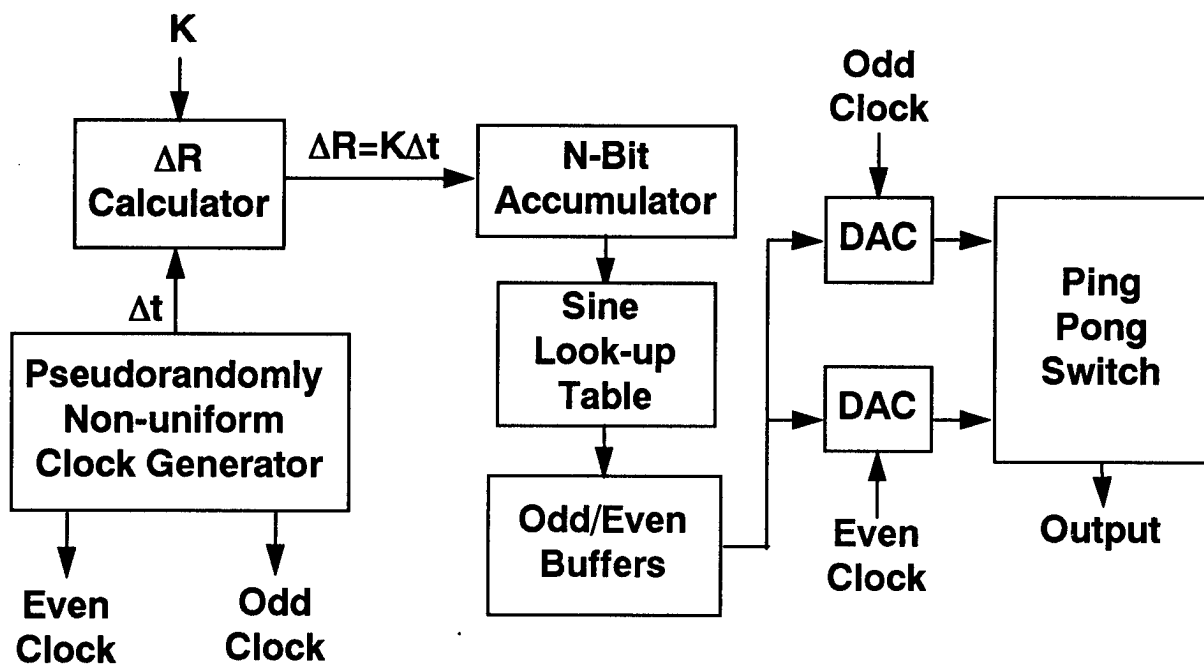 K
ΔR
Calculator
ΔR=KΔt
N-Bit
Accumulator
Odd
Clock
DAC
Δt
Sine
Look-up
Table
Ping
Pong
Switch
Pseudorandomly
Non-uniform
Clock Generator
DAC
Odd/Even
Buffers
Even
Clock
Output
Even
Clock
Odd
Clock